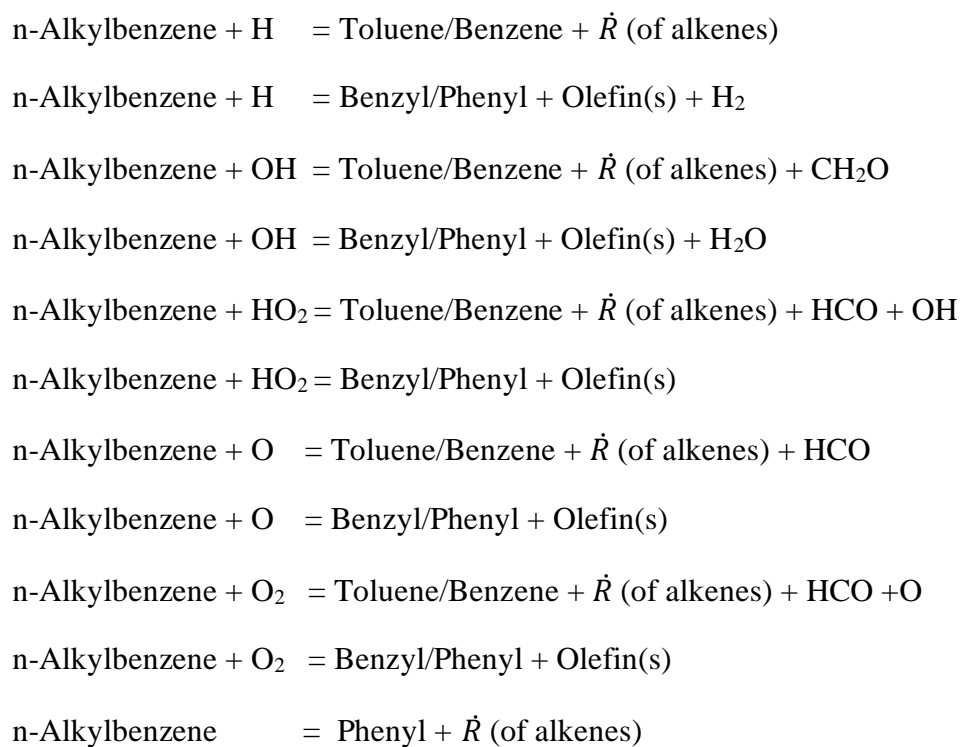 n-Alkylbenzene + H = Toluene/Benzene + Ṙ (of alkenes)
n-Alkylbenzene + H = Benzyl/Phenyl + Olefin(s) + H₂
n-Alkylbenzene + OH = Toluene/Benzene + Ṙ (of alkenes) + CH₂O
n-Alkylbenzene + OH = Benzyl/Phenyl + Olefin(s) + H₂O
n-Alkylbenzene + HO₂ = Toluene/Benzene + Ṙ (of alkenes) + HCO + OH
n-Alkylbenzene + HO₂ = Benzyl/Phenyl + Olefin(s)
n-Alkylbenzene + O = Toluene/Benzene + Ṙ (of alkenes) + HCO
n-Alkylbenzene + O = Benzyl/Phenyl + Olefin(s)
n-Alkylbenzene + O₂ = Toluene/Benzene + Ṙ (of alkenes) + HCO +O
n-Alkylbenzene + O₂ = Benzyl/Phenyl + Olefin(s)
n-Alkylbenzene = Phenyl + Ṙ (of alkenes)